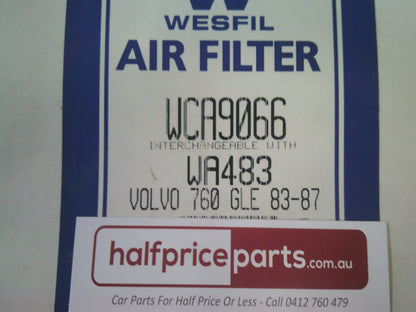 W
WESFIL
AIR FILTER
WCA9066
INTERCHANGEABLE WITH
WA483
VOLVO 760 GLE 83-87
halfpriceparts.com.au
Car Parts For Half Price Or Less - Call 0412 760 479